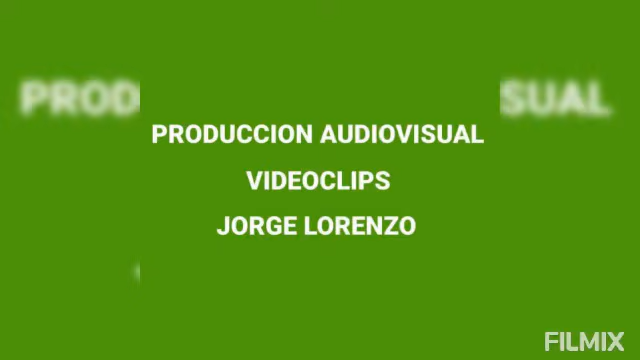 PRODUCCION AUDIOVISUAL
VIDEOCLIPS
JORGE LORENZO
FILMIX